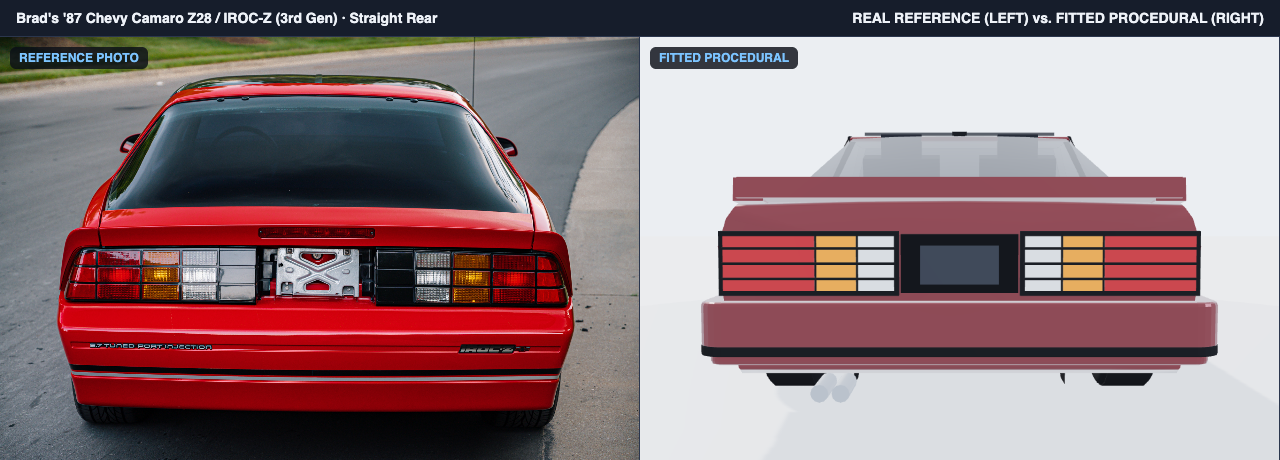 Brad's '87 Chevy Camaro Z28 / IROC-Z (3rd Gen) · Straight Rear
REAL REFERENCE (LEFT) vs. FITTED PROCEDURAL (RIGHT)
REFERENCE PHOTO
FITTED PROCEDURAL
5.7 TUNED PORT INJECTION
IROC-Z